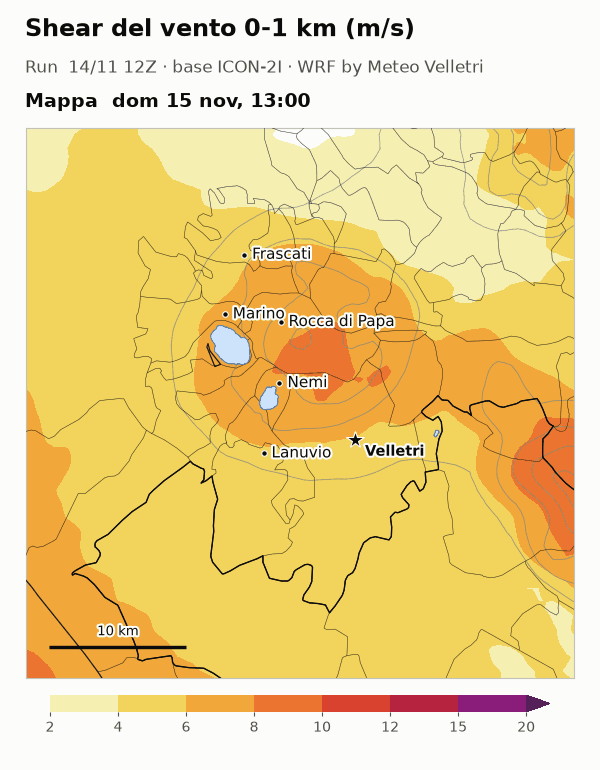 Shear del vento 0-1 km (m/s)
Run 14/11 12Z · base ICON-2I · WRF by Meteo Velletri
Mappa dom 15 nov, 13:00
Frascati
Marino
Rocca di Papa
Nemi
Velletri
Lanuvio
10 km
2 4 6 8 10 12 15 20